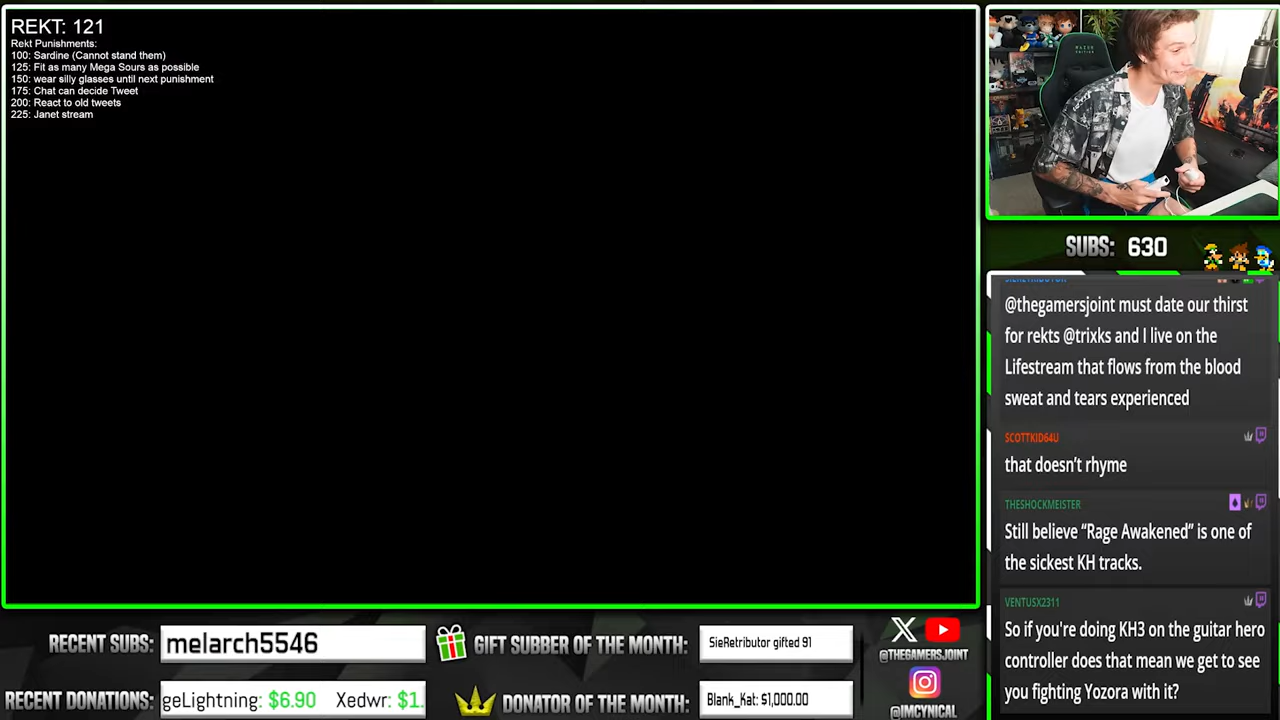 REKT: 121
Rekt Punishments:
100: Sardine (Cannot stand them)
125: Fit as many Mega Sours as possible
150: wear silly glasses until next punishment
175: Chat can decide Tweet
200: React to old tweets
225: Janet stream
SUBS: 630
@thegamersjoint must date our thirst
for rekts @trixks and I live on the
Lifestream that flows from the blood
sweat and tears experienced
SCOTTKID64U
that doesn't rhyme
THESHOCKMEISTER
Still believe “Rage Awakened” is one of
the sickest KH tracks.
VENTUSX2311
So if you're doing KH3 on the guitar hero
controller does that mean we get to see
you fighting Yozora with it?
RECENT SUBS: melarch5546
GIFT SUBBER OF THE MONTH: SieRetributor gifted 91
@THEGAMERSJOINT
RECENT DONATIONS: geLightning: $6.90 Xedwr: $1.
DONATOR OF THE MONTH: Blank_Kat: $1,000.00
@IMCYNICAL